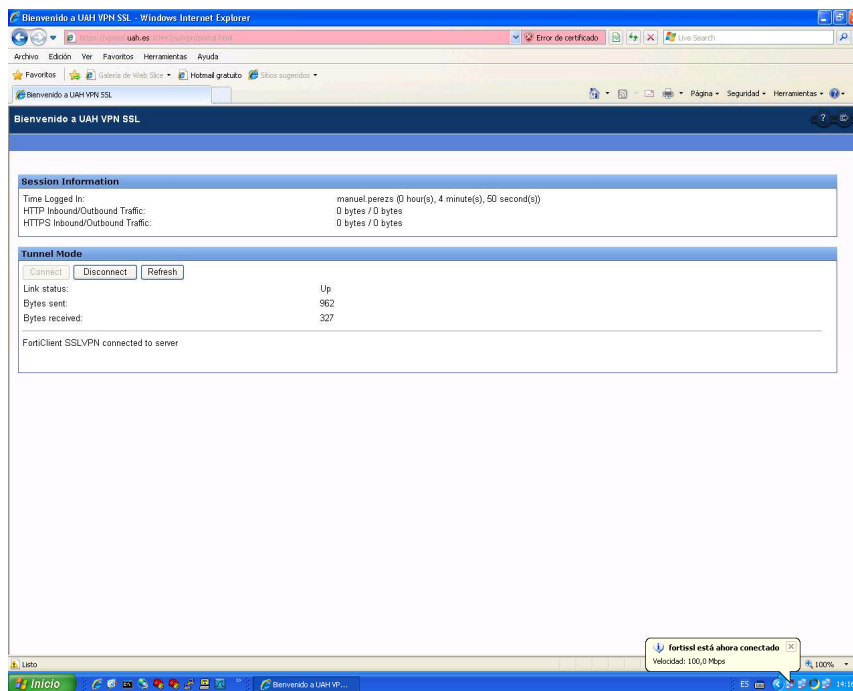 Bienvenido a UAH VPN SSL - Windows Internet Explorer
uah.es
Error de certificado
Live Search
Archivo Edición Ver Favoritos Herramientas Ayuda
Favoritos Galería de Web Slice Hotmail gratuito Sitios sugeridos
Bienvenido a UAH VPN SSL
Página Seguridad Herramientas
Bienvenido a UAH VPN SSL
Session Information
Time Logged In: manuel.perezs (0 hour(s), 4 minute(s), 50 second(s))
HTTP Inbound/Outbound Traffic: 0 bytes / 0 bytes
HTTPS Inbound/Outbound Traffic: 0 bytes / 0 bytes
Tunnel Mode
Connect Disconnect Refresh
Link status: Up
Bytes sent: 962
Bytes received: 327
FortiClient SSLVPN connected to server
fortissl está ahora conectado
Velocidad: 100,0 Mbps
Listo 100%
Inicio EN Bienvenido a UAH VP... ES 14:16